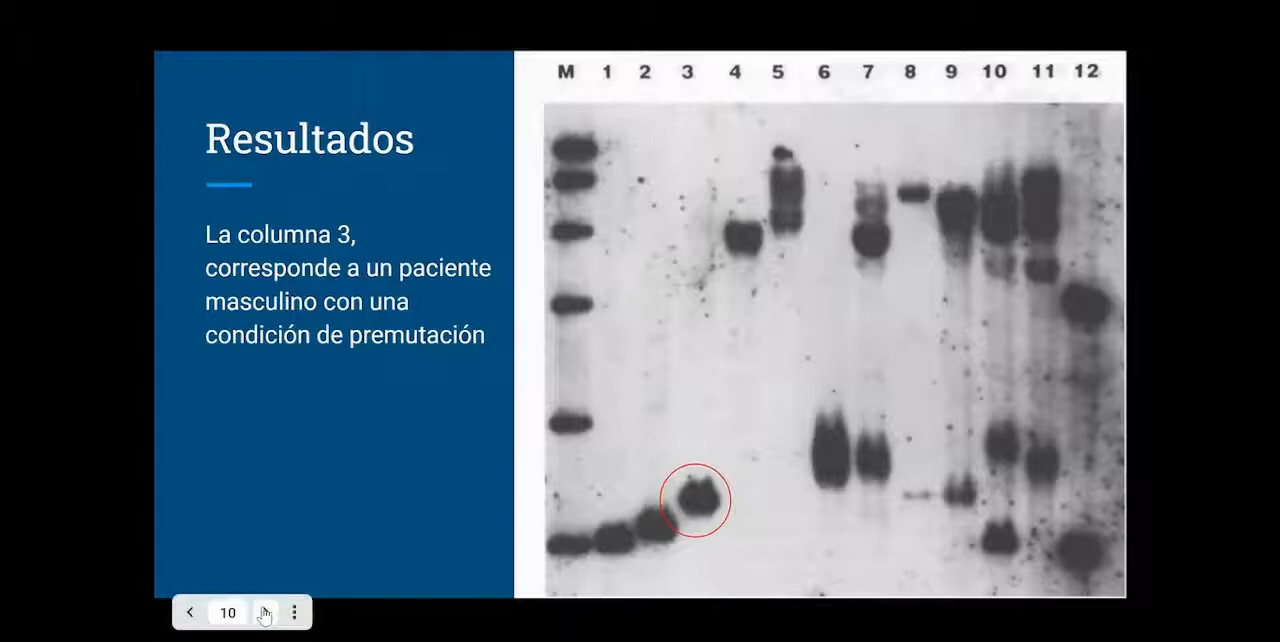 M 1 2 3 4 5 6 7 8 9 10 11 12
Resultados
La columna 3,
corresponde a un paciente
masculino con una
condición de premutación
10